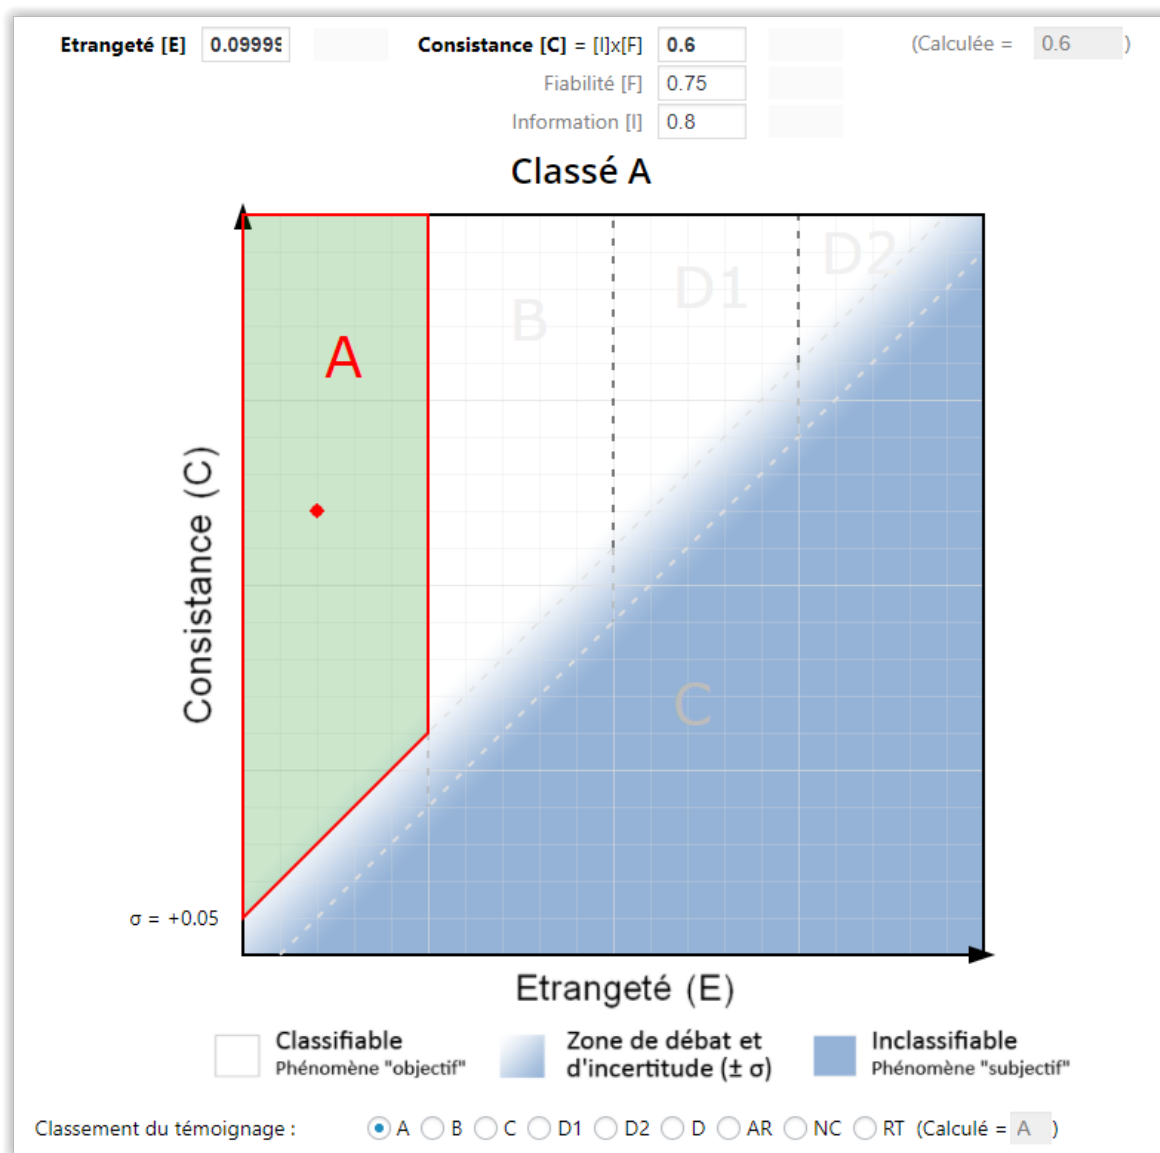 Etrangeté [E] 0.09999 Consistance [C] = [I]x[F] 0.6 (Calculée = 0.6 )
Fiabilité [F] 0.75
Information [I] 0.8
Classé A
D2
D1
B
A
Consistance (C)
C
σ = +0.05
Etrangeté (E)
Classifiable
Phénomène "objectif"
Zone de débat et
d'incertitude (± σ)
Inclassifiable
Phénomène "subjectif"
Classement du témoignage : A B C D1 D2 D AR NC RT (Calculé = A )